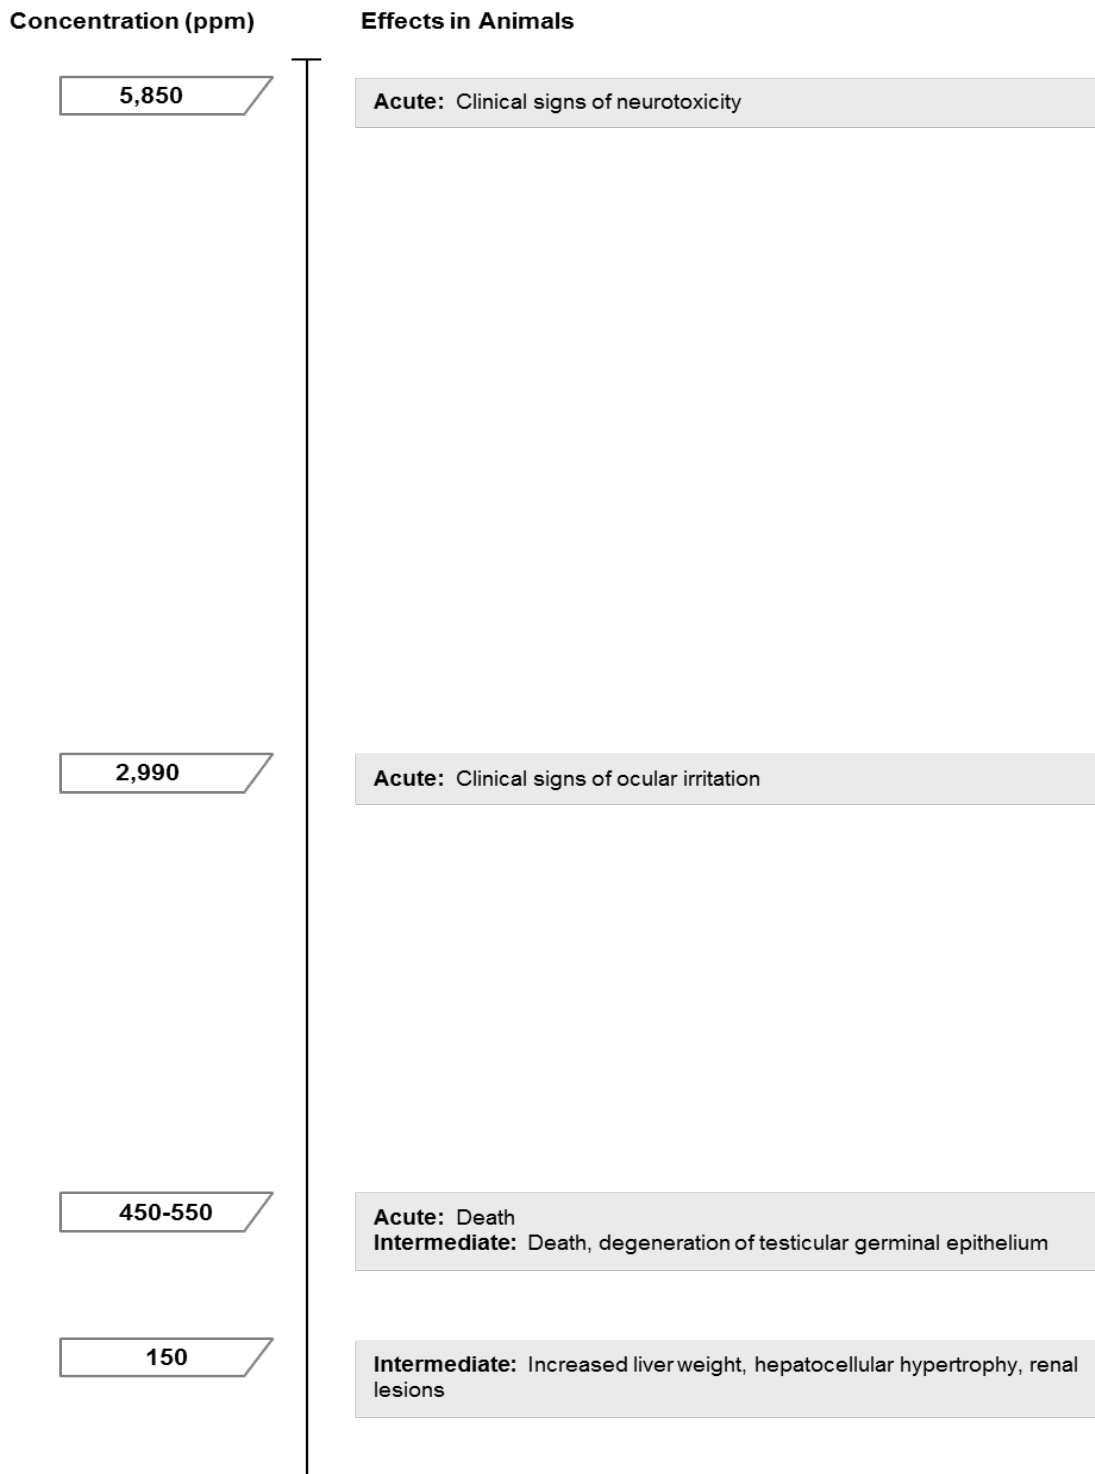 Concentration (ppm) Effects in Animals
5,850 Acute: Clinical signs of neurotoxicity
2,990 Acute: Clinical signs of ocular irritation
450-550 Acute: Death
Intermediate: Death, degeneration of testicular germinal epithelium
150 Intermediate: Increased liver weight, hepatocellular hypertrophy, renal
lesions